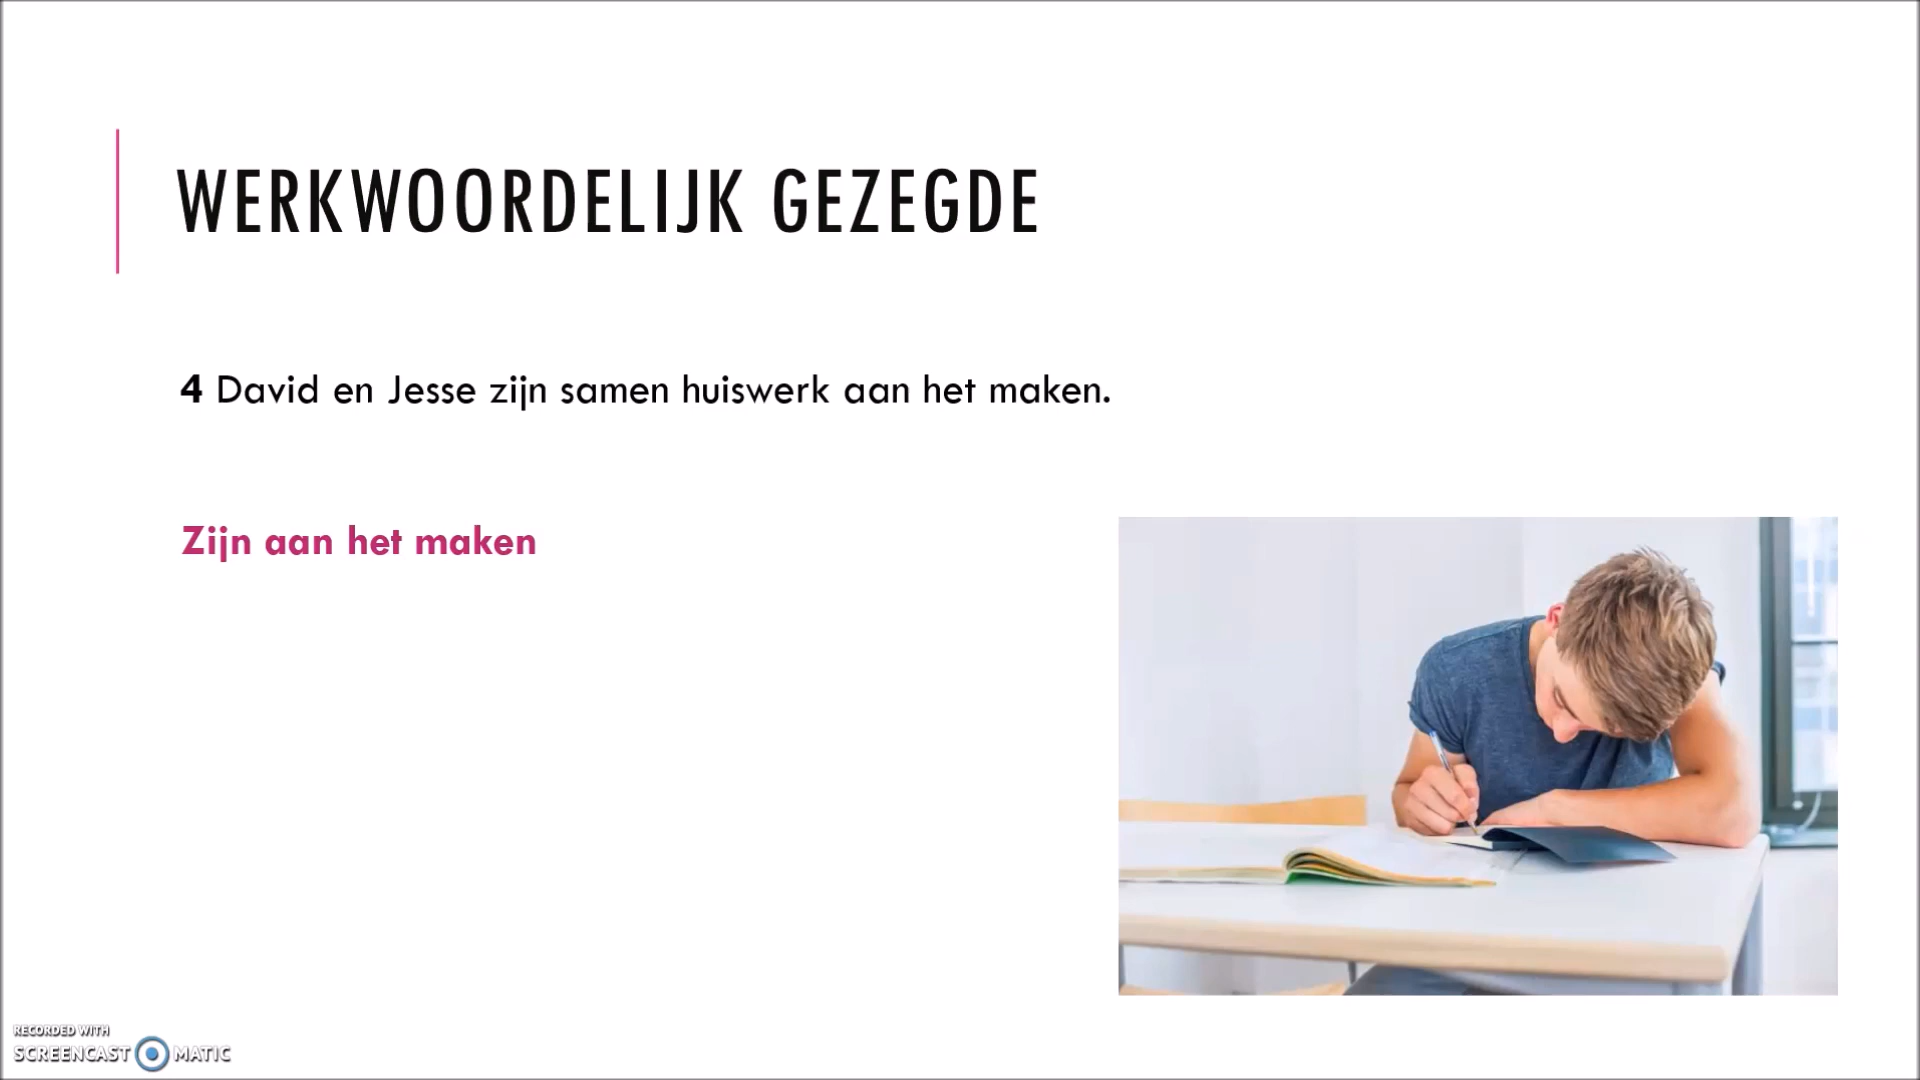 WERKWOORDELIJK GEZEGDE
4 David en Jesse zijn samen huiswerk aan het maken.
Zijn aan het maken
RECORDED WITH
SCREENCAST MATIC